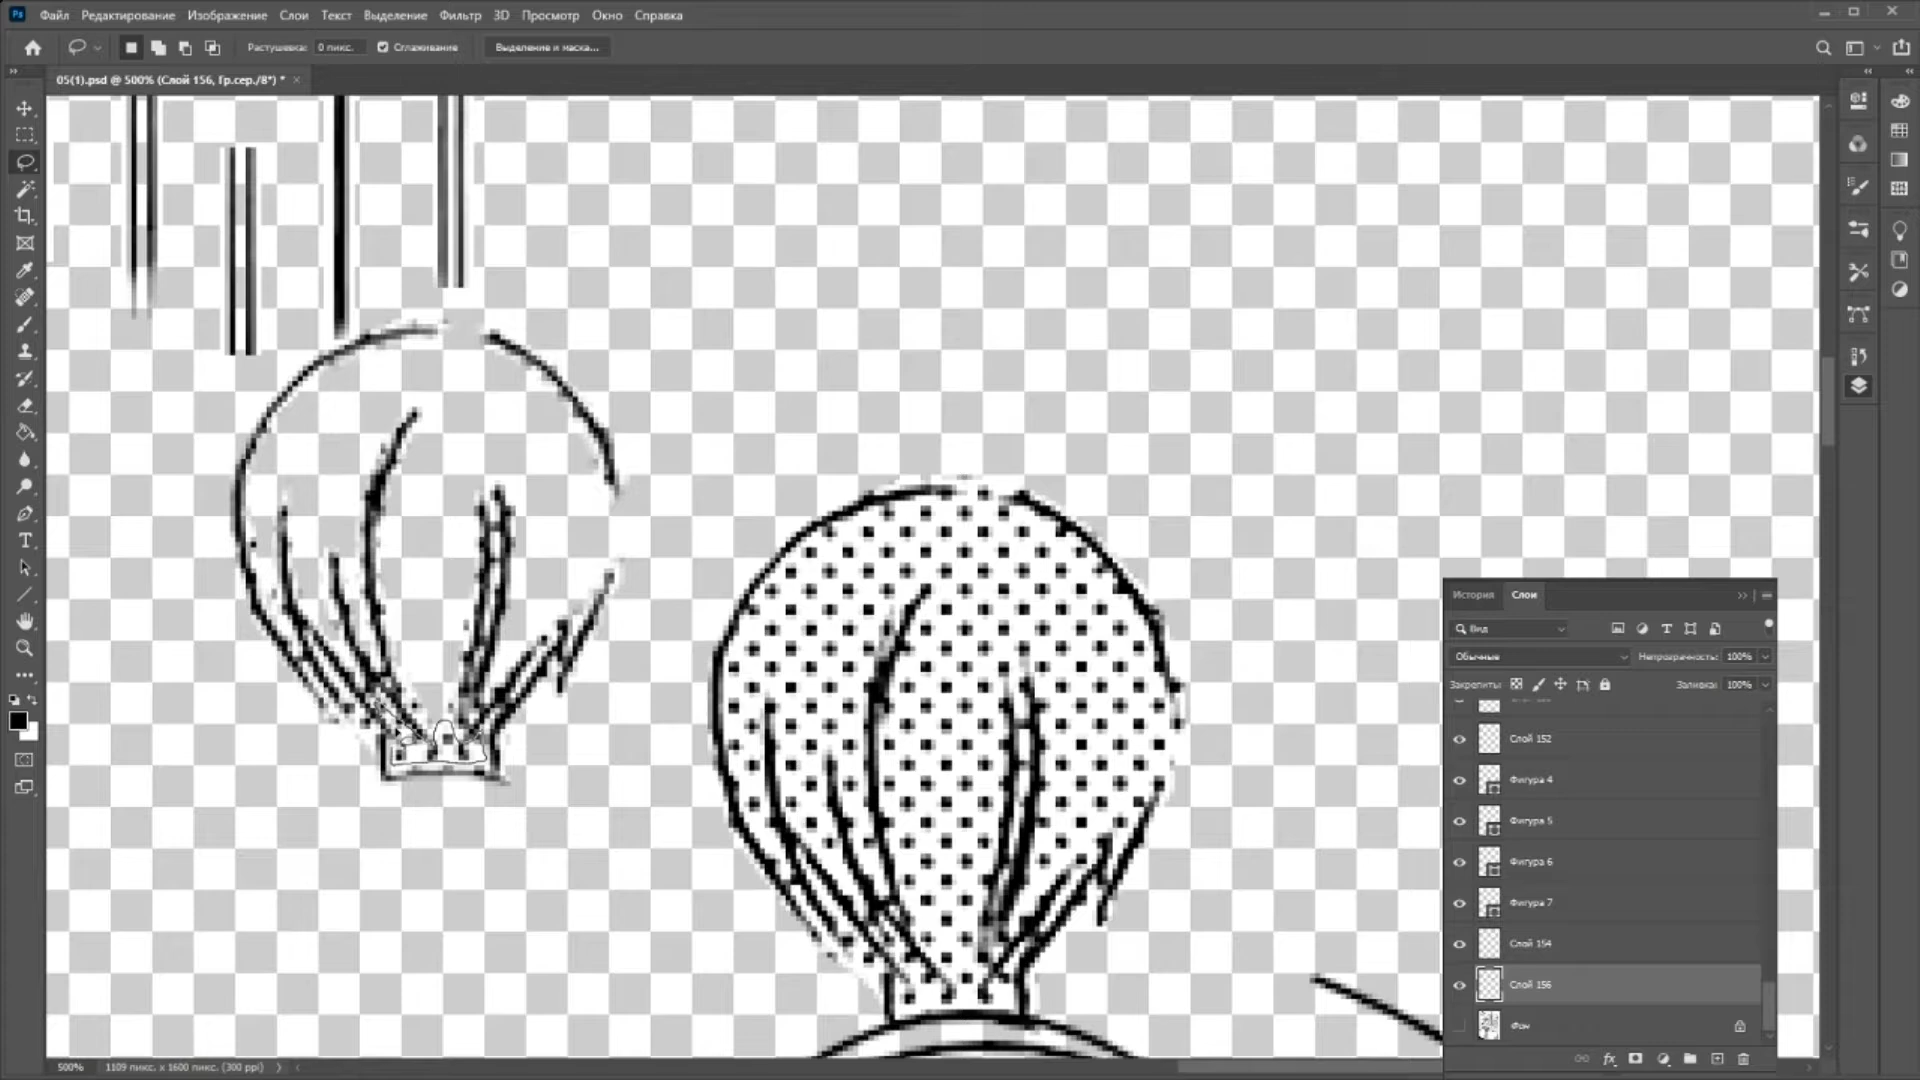 Ps Файл Редактирование Изображение Слои Текст Выделение Фильтр 3D Просмотр Окно Справка
Растушевка: 0 пикс. Сглаживание Выделение и маска...
05(1).psd @ 500% (Слой 156, Гр.сер./8*) * ×
История Слои
Вид
Обычные Непрозрачность: 100%
Закрепить: Заливка: 100%
Слой 152
Фигура 4
Фигура 5
Фигура 6
Фигура 7
Слой 154
Слой 156
Фон
500% 1109 пикс. x 1600 пикс. (300 ppi)